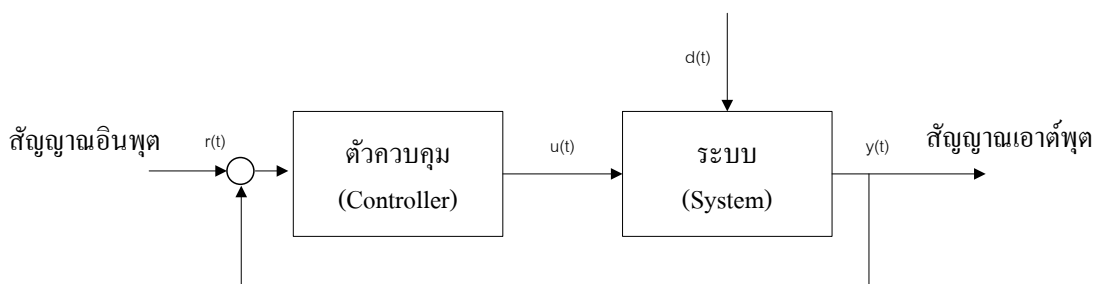 d(t)
สัญญาณอินพุต
r(t)
ตัวควบคุม
(Controller)
u(t)
ระบบ
(System)
y(t)
สัญญาณเอาต์พุต